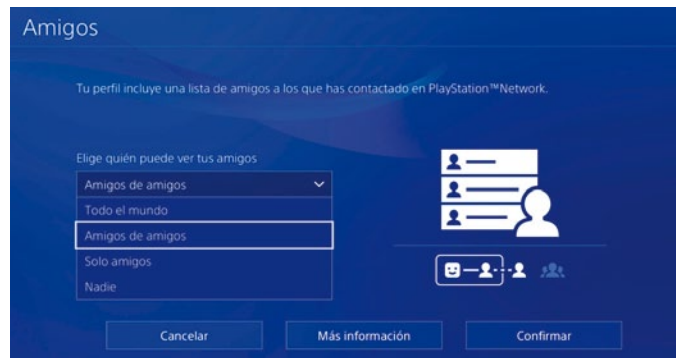 Amigos
Tu perfil incluye una lista de amigos a los que has contactado en PlayStation™Network.
Elige quién puede ver tus amigos
Amigos de amigos
Todo el mundo
Amigos de amigos
Solo amigos
Nadie
Cancelar
Más información
Confirmar